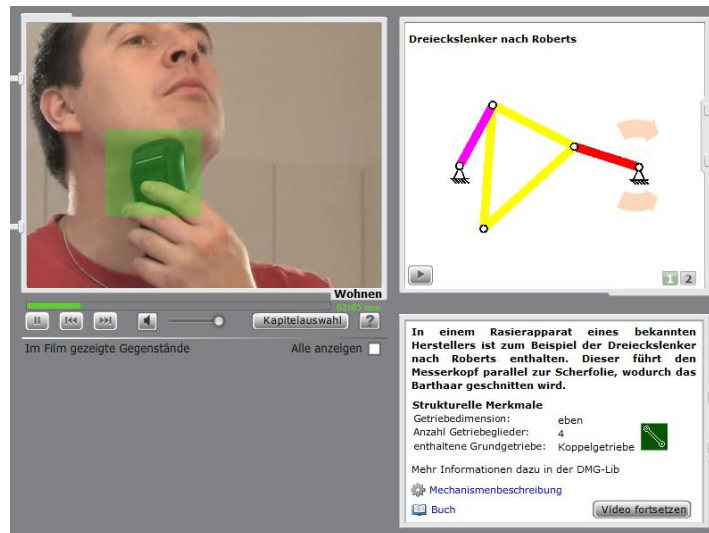 Dreieckslenker nach Roberts
1 2
Wohnen
02:05 min
Kapitelauswahl ?
Im Film gezeigte Gegenstände Alle anzeigen
In einem Rasierapparat eines bekannten
Herstellers ist zum Beispiel der Dreieckslenker
nach Roberts enthalten. Dieser führt den
Messerkopf parallel zur Scherfolie, wodurch das
Barthaar geschnitten wird.
Strukturelle Merkmale
Getriebedimension: eben
Anzahl Getriebeglieder: 4
enthaltene Grundgetriebe: Koppelgetriebe
Mehr Informationen dazu in der DMG-Lib
Mechanismenbeschreibung
Buch Video fortsetzen